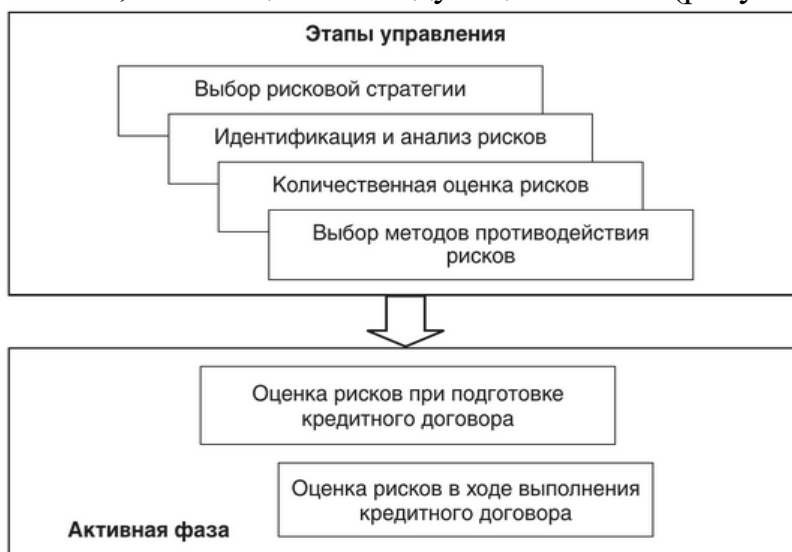 Этапы управления
Выбор рисковой стратегии
Идентификация и анализ рисков
Количественная оценка рисков
Выбор методов противодействия
рисков
Оценка рисков при подготовке
кредитного договора
Оценка рисков в ходе выполнения
кредитного договора
Активная фаза